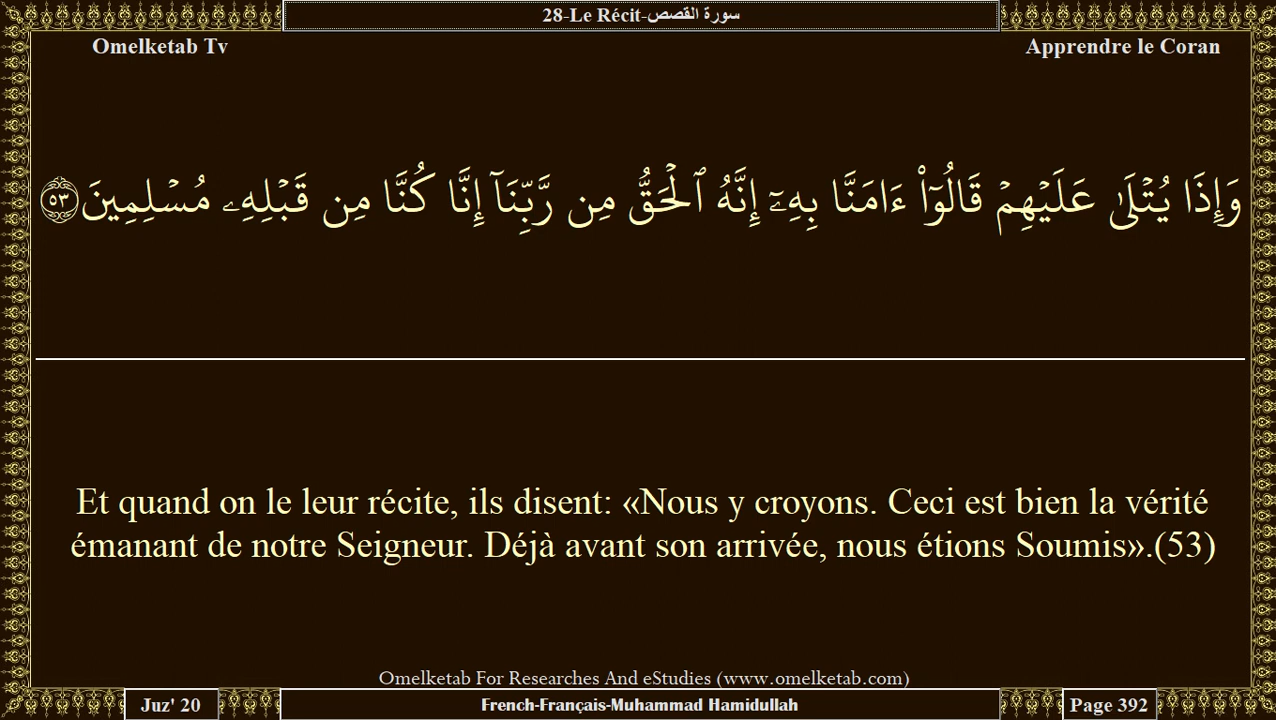 28-Le Récit-سورة القصص
Omelketab Tv
Apprendre le Coran
وَإِذَا يُتۡلَىٰ عَلَيۡهِمۡ قَالُوٓاْ ءَامَنَّا بِهِۦٓ إِنَّهُ ٱلۡحَقُّ مِن رَّبِّنَآ إِنَّا كُنَّا مِن قَبۡلِهِۦ مُسۡلِمِينَ ٥٣
Et quand on le leur récite, ils disent: «Nous y croyons. Ceci est bien la vérité
émanant de notre Seigneur. Déjà avant son arrivée, nous étions Soumis».(53)
Omelketab For Researches And eStudies (www.omelketab.com)
Juz' 20
French-Français-Muhammad Hamidullah
Page 392